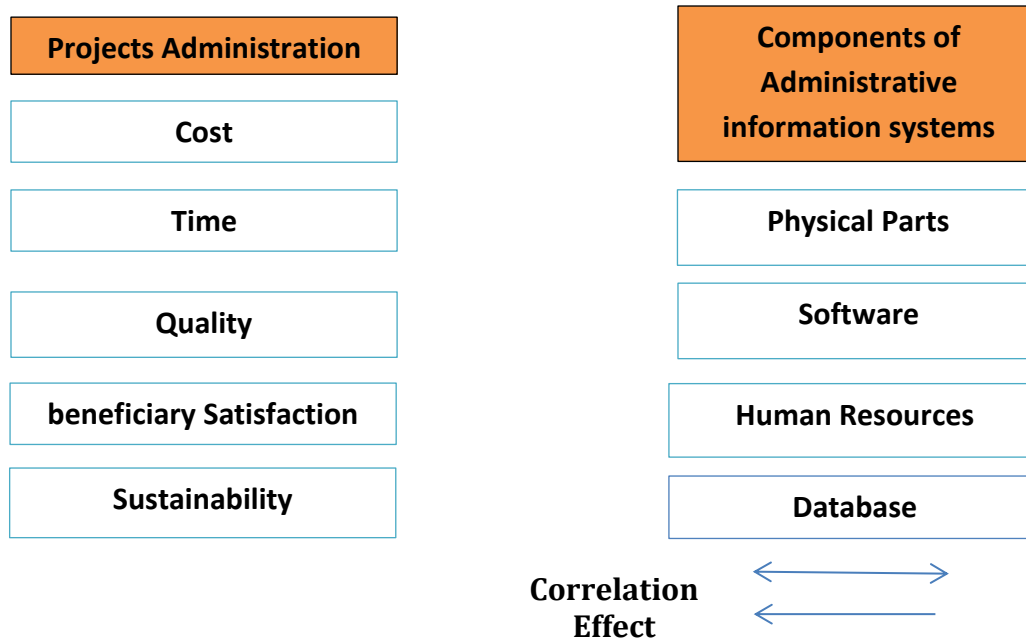 Projects Administration
Cost
Time
Quality
beneficiary Satisfaction
Sustainability
Components of
Administrative
information systems
Physical Parts
Software
Human Resources
Database
Correlation
Effect